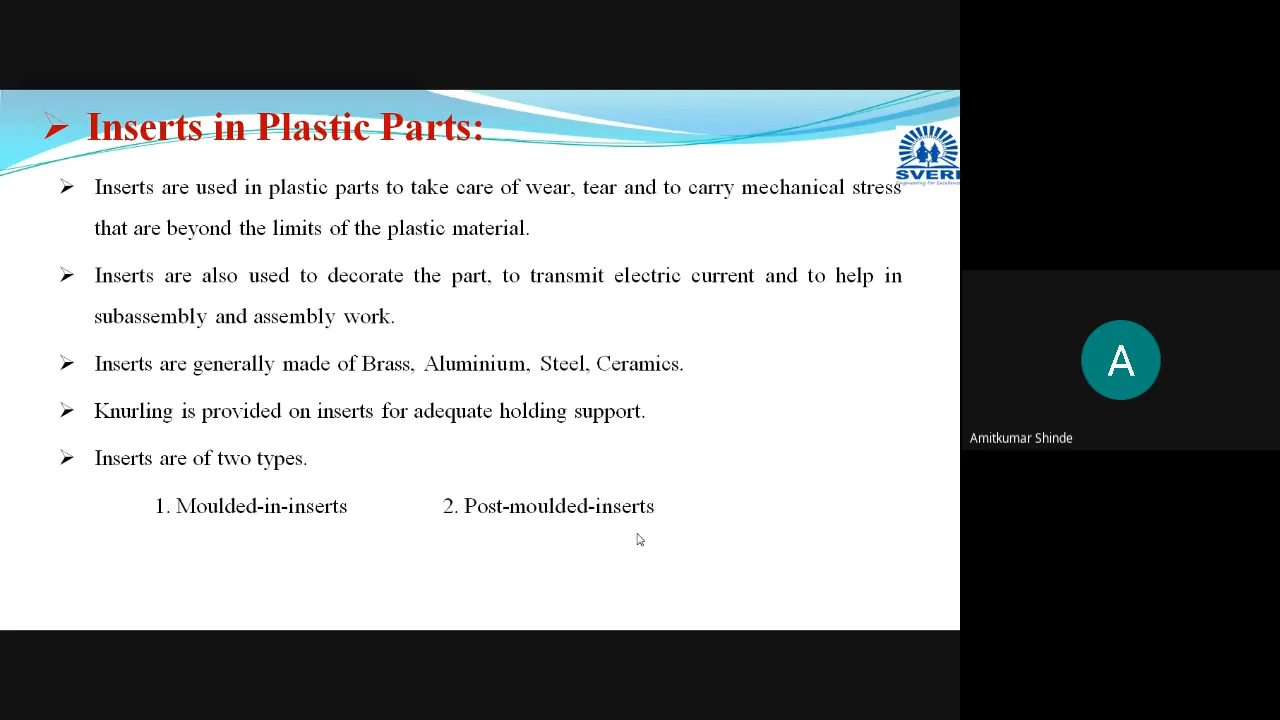 Inserts in Plastic Parts:
SVERI
Engineering for Excellence
Inserts are used in plastic parts to take care of wear, tear and to carry mechanical stress
that are beyond the limits of the plastic material.
Inserts are also used to decorate the part, to transmit electric current and to help in
subassembly and assembly work.
Inserts are generally made of Brass, Aluminium, Steel, Ceramics.
Knurling is provided on inserts for adequate holding support.
Inserts are of two types.
1. Moulded-in-inserts 2. Post-moulded-inserts
A
Amitkumar Shinde